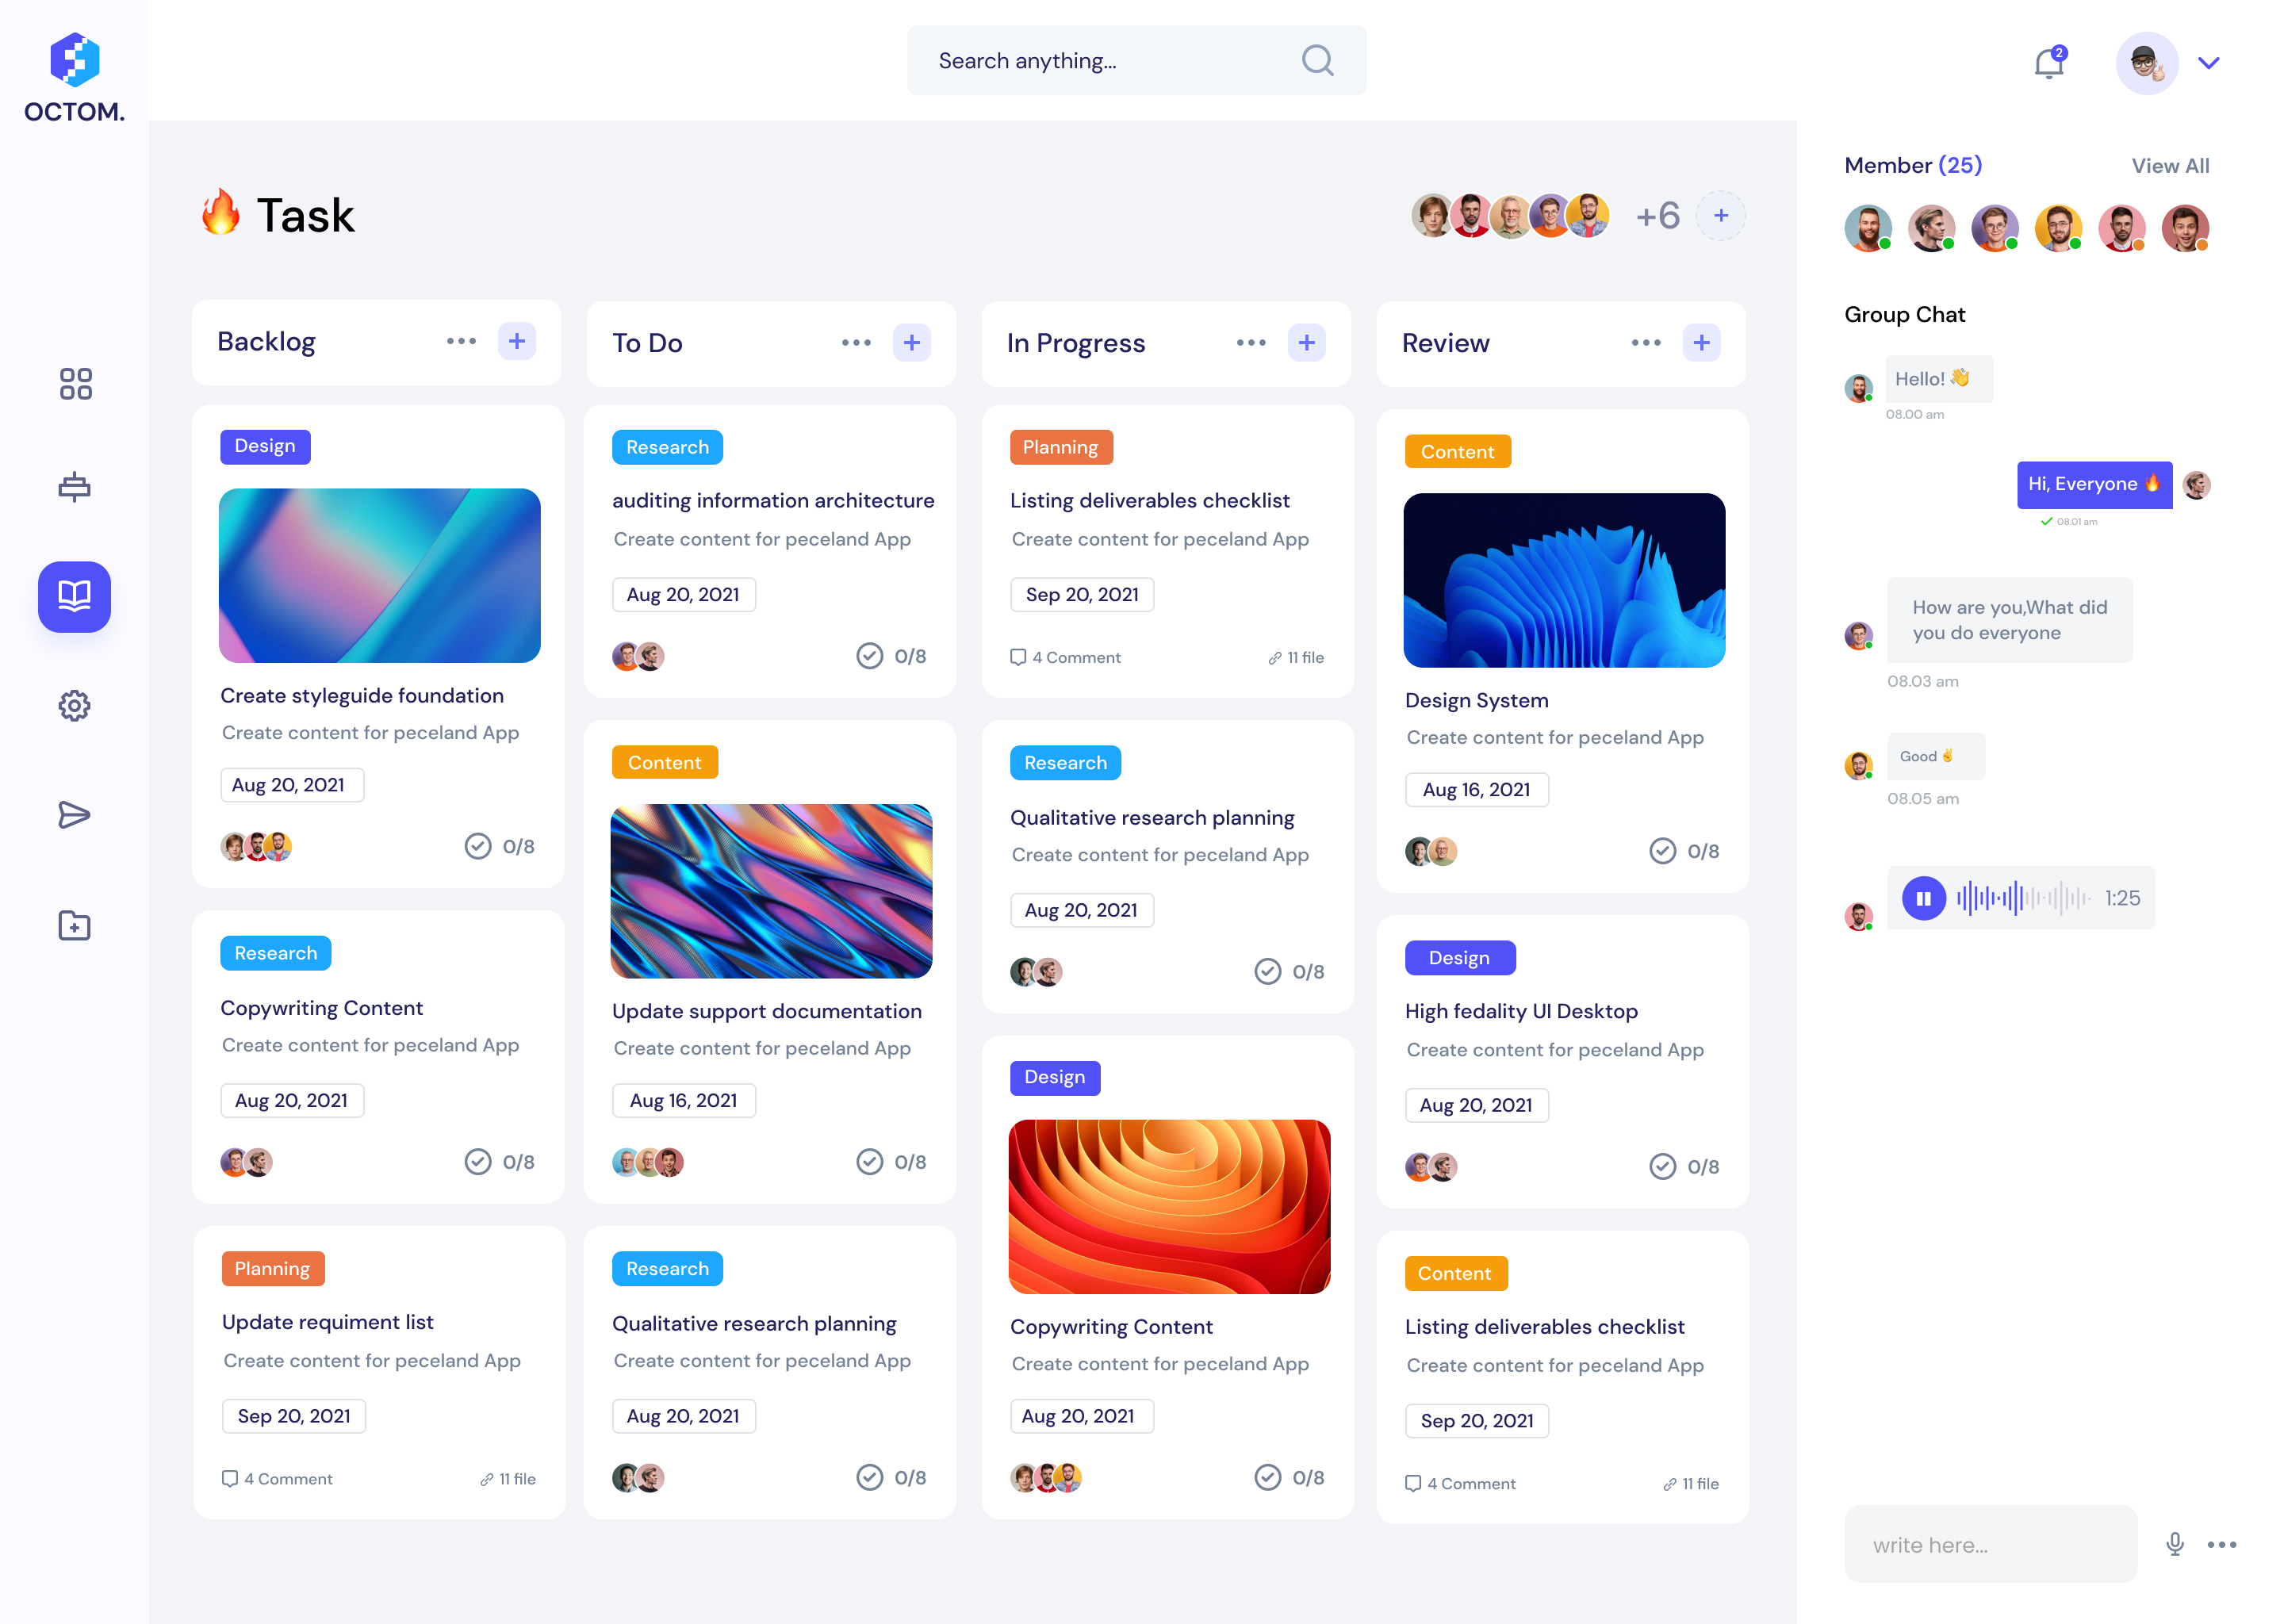 OCTOM.
Search anything...
2
Task
+6
+
Backlog
Design
Create styleguide foundation
Create content for peceland App
Aug 20, 2021
0/8
Research
Copywriting Content
Create content for peceland App
Aug 20, 2021
0/8
Planning
Update requiment list
Create content for peceland App
Sep 20, 2021
4 Comment
11 file
To Do
Research
auditing information architecture
Create content for peceland App
Aug 20, 2021
0/8
Content
Update support documentation
Create content for peceland App
Aug 16, 2021
0/8
Research
Qualitative research planning
Create content for peceland App
Aug 20, 2021
0/8
In Progress
Planning
Listing deliverables checklist
Create content for peceland App
Sep 20, 2021
4 Comment
11 file
Research
Qualitative research planning
Create content for peceland App
Aug 20, 2021
0/8
Design
Copywriting Content
Create content for peceland App
Aug 20, 2021
0/8
Review
Content
Design System
Create content for peceland App
Aug 16, 2021
0/8
Design
High fedality UI Desktop
Create content for peceland App
Aug 20, 2021
0/8
Content
Listing deliverables checklist
Create content for peceland App
Sep 20, 2021
4 Comment
11 file
Member (25)
View All
Group Chat
Hello! 👋
08.00 am
Hi, Everyone 🔥
08.01 am
How are you,What did
you do everyone
08.03 am
Good ✌
08.05 am
1:25
write here...